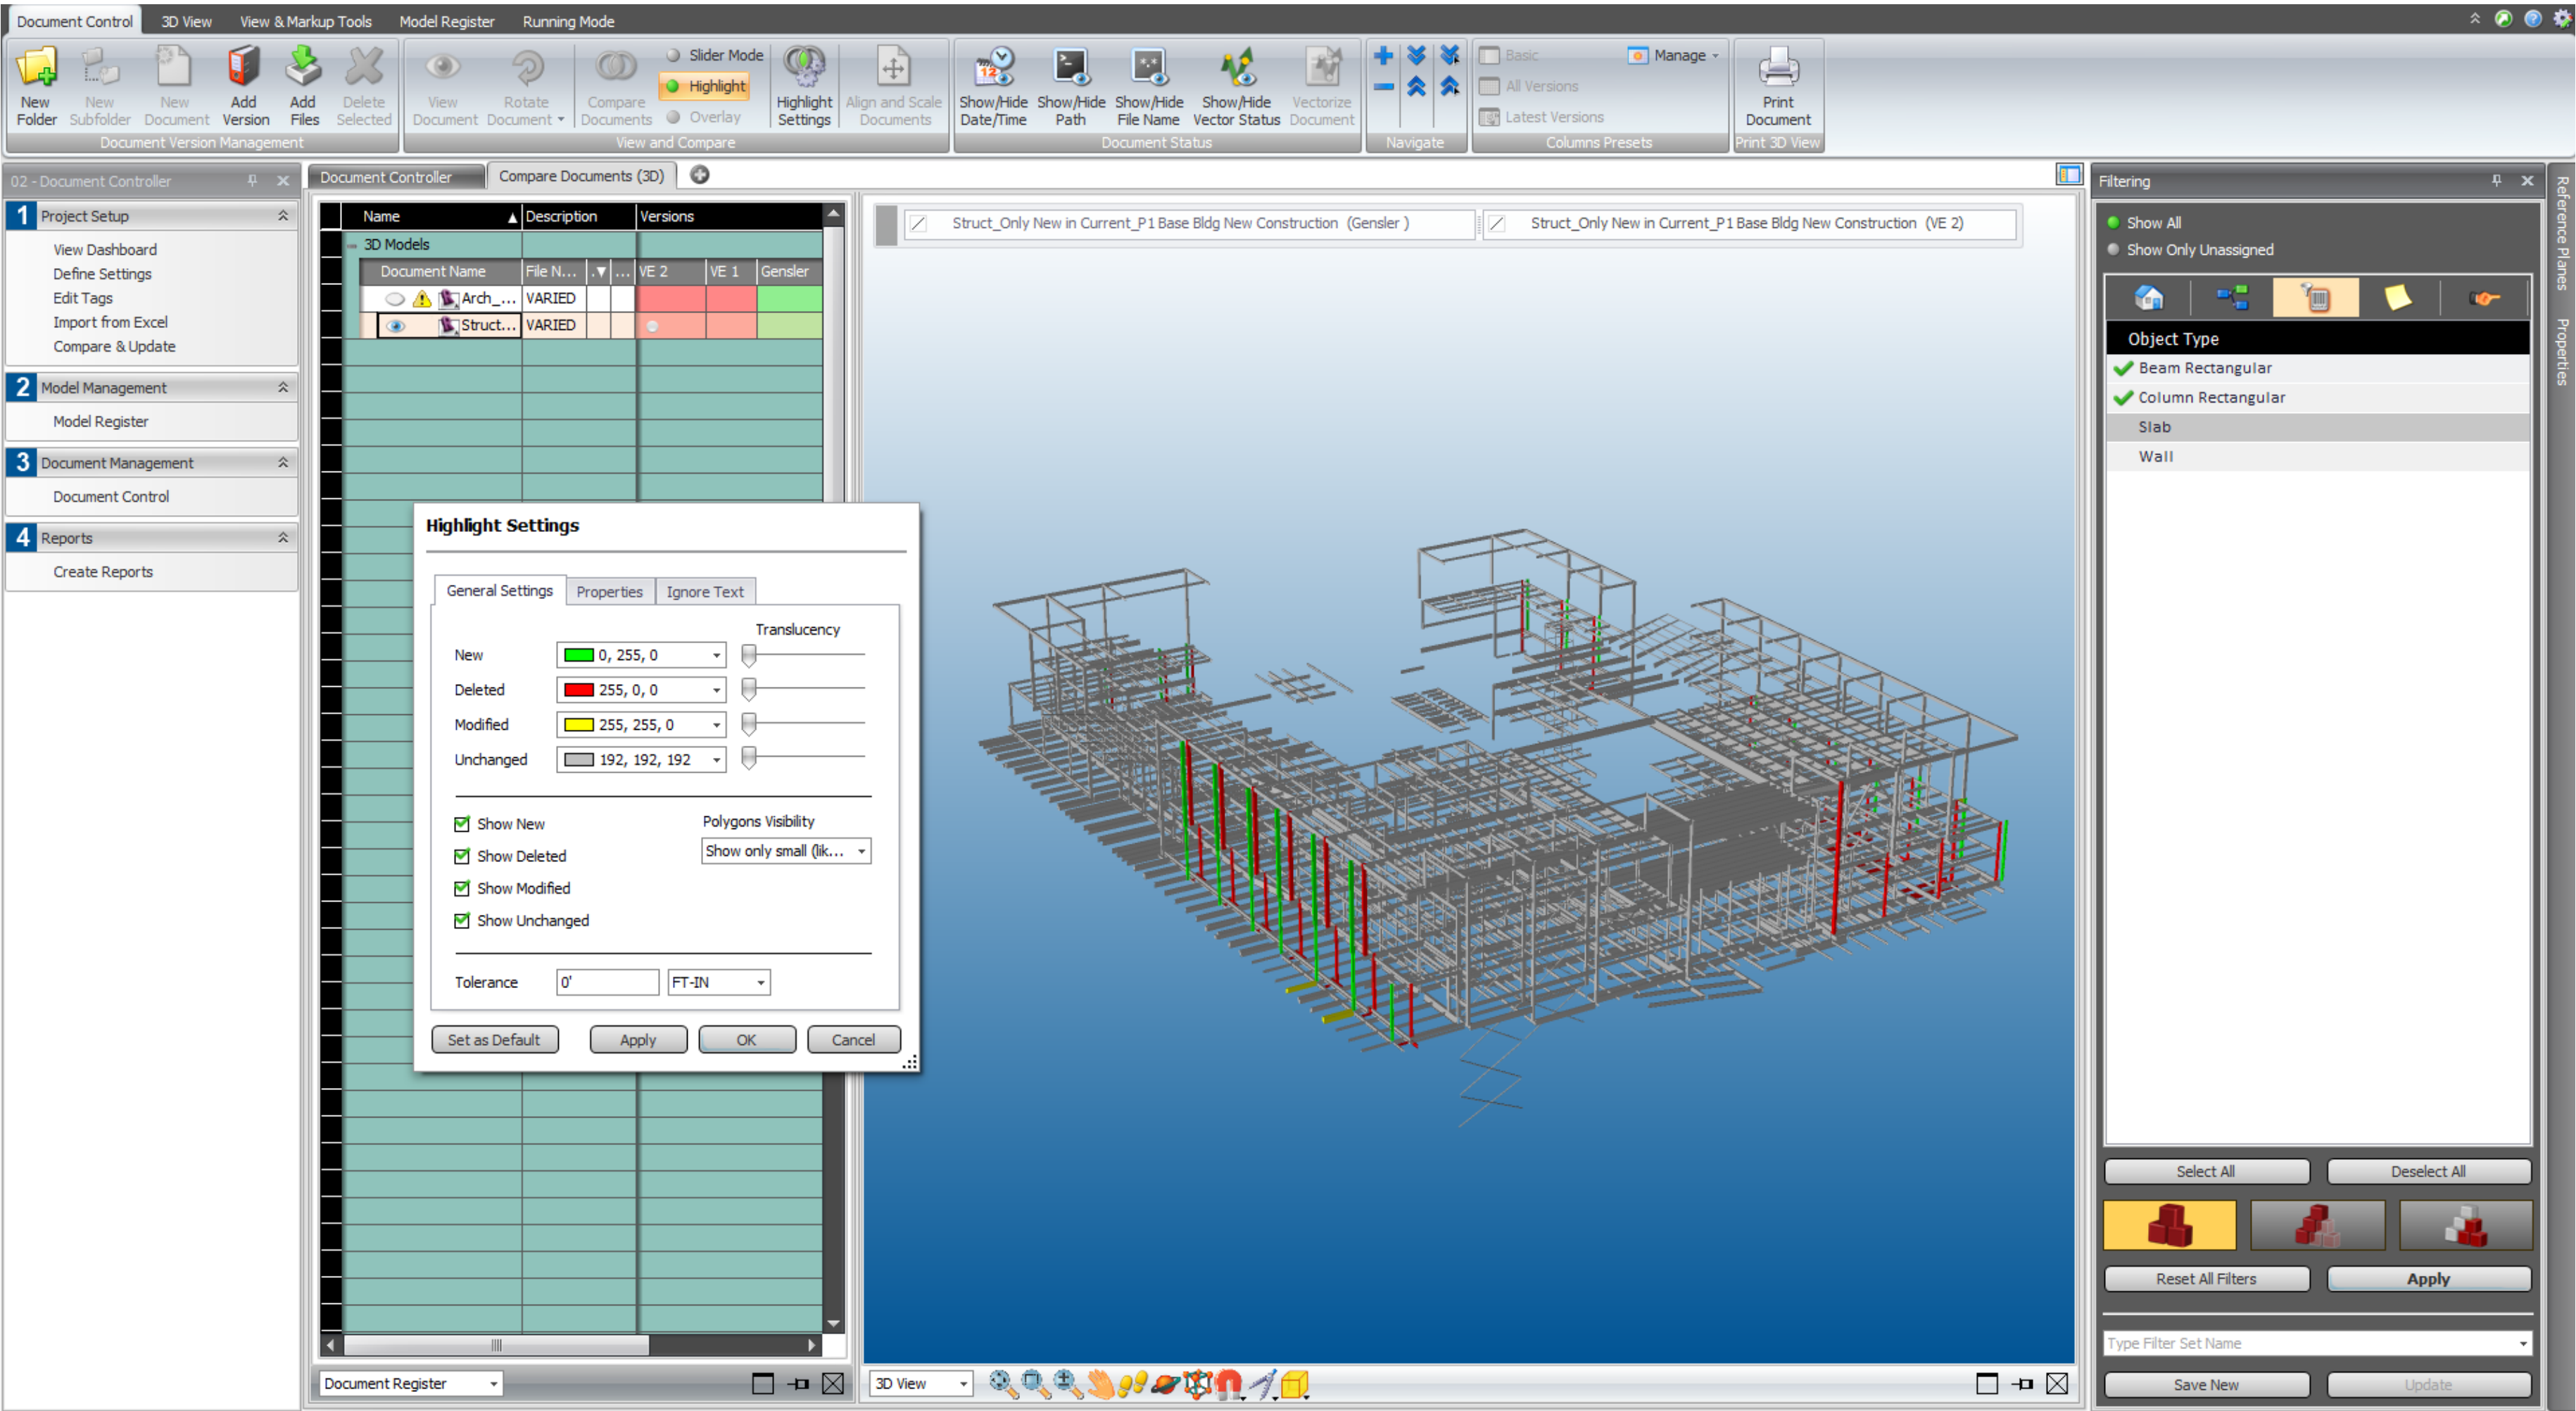 Document Control 3D View View & Markup Tools Model Register Running Mode
New Folder
New Subfolder
New Document
Add Version
Add Files
Delete Selected
Document Version Management
View Document
Rotate Document
Compare Documents
Slider Mode
Highlight
Overlay
Highlight Settings
Align and Scale Documents
View and Compare
12
Show/Hide Date/Time
Show/Hide Path
Show/Hide File Name
Show/Hide Vector Status
Vectorize Document
Document Status
Navigate
Basic
All Versions
Latest Versions
Manage
Columns Presets
Print Document
Print 3D View
02 - Document Controller
1 Project Setup
View Dashboard
Define Settings
Edit Tags
Import from Excel
Compare & Update
2 Model Management
Model Register
3 Document Management
Document Control
4 Reports
Create Reports
Document Controller Compare Documents (3D)
Name Description Versions
3D Models
Document Name File N... ... VE 2 VE 1 Gensler
Arch_... VARIED
Struct... VARIED
Struct_Only New in Current_P1 Base Bldg New Construction (Gensler )
Struct_Only New in Current_P1 Base Bldg New Construction (VE 2)
Highlight Settings
General Settings Properties Ignore Text
Translucency
New 0, 255, 0
Deleted 255, 0, 0
Modified 255, 255, 0
Unchanged 192, 192, 192
Show New
Show Deleted
Show Modified
Show Unchanged
Polygons Visibility
Show only small (lik...
Tolerance 0' FT-IN
Set as Default Apply OK Cancel
Document Register
3D View
Filtering
Show All
Show Only Unassigned
Object Type
Beam Rectangular
Column Rectangular
Slab
Wall
Select All Deselect All
Reset All Filters Apply
Type Filter Set Name
Save New Update
Reference Planes
Properties